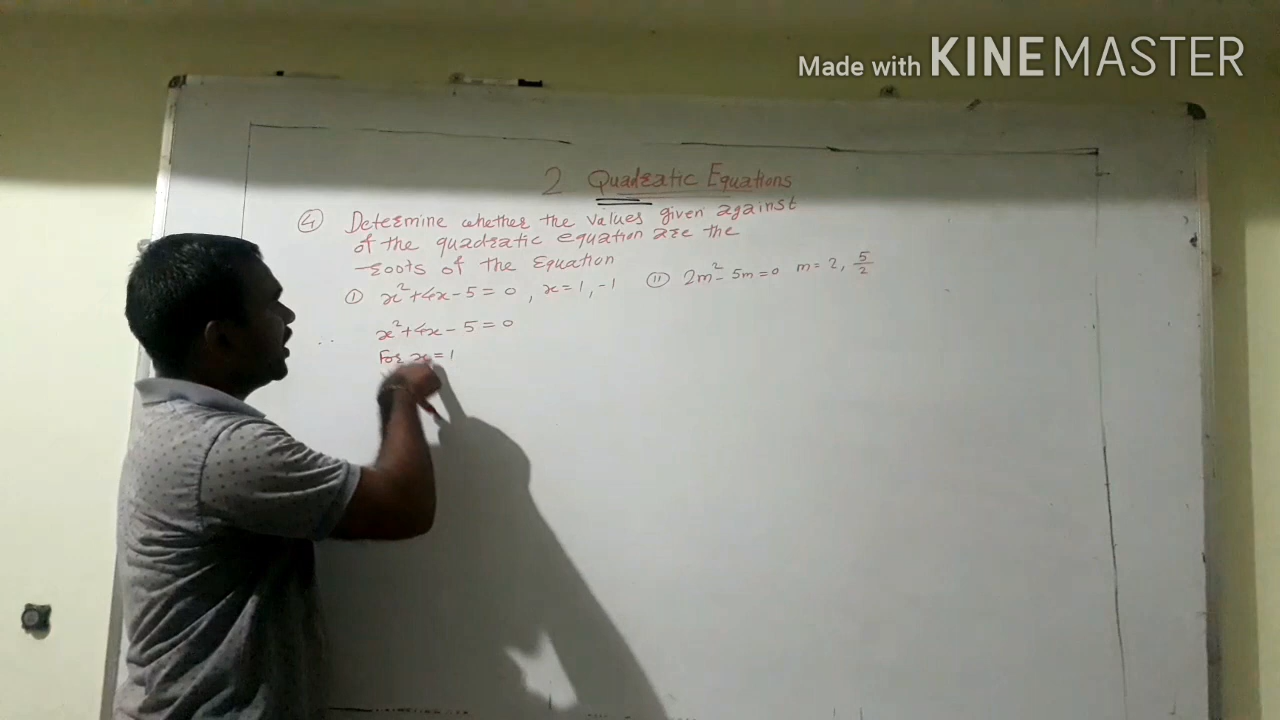 Made with KINEMASTER
2 Quadratic Equations
④ Determine whether the values given against
of the quadratic equation are the
roots of the Equation
① x²+4x-5=0, x=1,-1 ⑪ 2m²-5m=0 m=2, 5/2
∴ x²+4x-5=0
For x=1